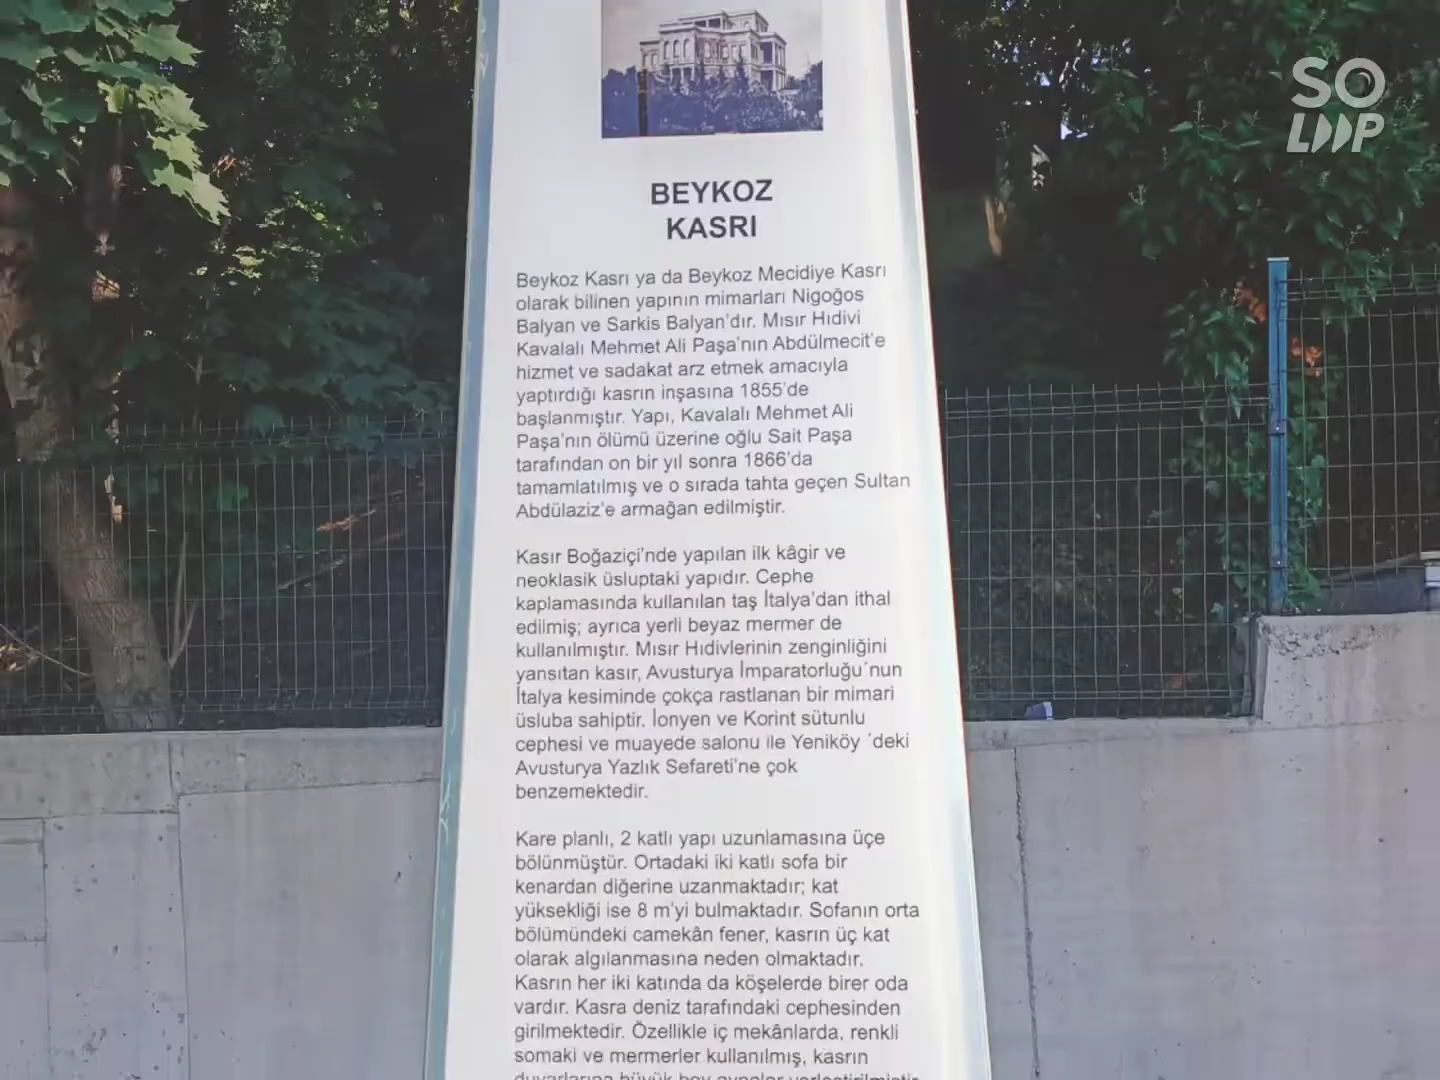 SO
LOOP
BEYKOZ
KASRI
Beykoz Kasrı ya da Beykoz Mecidiye Kasrı
olarak bilinen yapının mimarları Nigoğos
Balyan ve Sarkis Balyan'dır. Mısır Hıdivi
Kavalalı Mehmet Ali Paşa'nın Abdülmecit'e
hizmet ve sadakat arz etmek amacıyla
yaptırdığı kasrın inşasına 1855'de
başlanmıştır. Yapı, Kavalalı Mehmet Ali
Paşa'nın ölümü üzerine oğlu Sait Paşa
tarafından on bir yıl sonra 1866'da
tamamlatılmış ve o sırada tahta geçen Sultan
Abdülaziz'e armağan edilmiştir.
Kasır Boğaziçi'nde yapılan ilk kâgir ve
neoklasik üsluptaki yapıdır. Cephe
kaplamasında kullanılan taş İtalya'dan ithal
edilmiş; ayrıca yerli beyaz mermer de
kullanılmıştır. Mısır Hıdivlerinin zenginliğini
yansıtan kasır, Avusturya İmparatorluğu´nun
İtalya kesiminde çokça rastlanan bir mimari
üsluba sahiptir. İonyen ve Korint sütunlu
cephesi ve muayede salonu ile Yeniköy ´deki
Avusturya Yazlık Sefareti'ne çok
benzemektedir.
Kare planlı, 2 katlı yapı uzunlamasına üçe
bölünmüştür. Ortadaki iki katlı sofa bir
kenardan diğerine uzanmaktadır; kat
yüksekliği ise 8 m'yi bulmaktadır. Sofanın orta
bölümündeki camekân fener, kasrın üç kat
olarak algılanmasına neden olmaktadır.
Kasrın her iki katında da köşelerde birer oda
vardır. Kasra deniz tarafındaki cephesinden
girilmektedir. Özellikle iç mekânlarda, renkli
somaki ve mermerler kullanılmış, kasrın
duvarlarına büyük boy aynalar yerleştirilmiştir